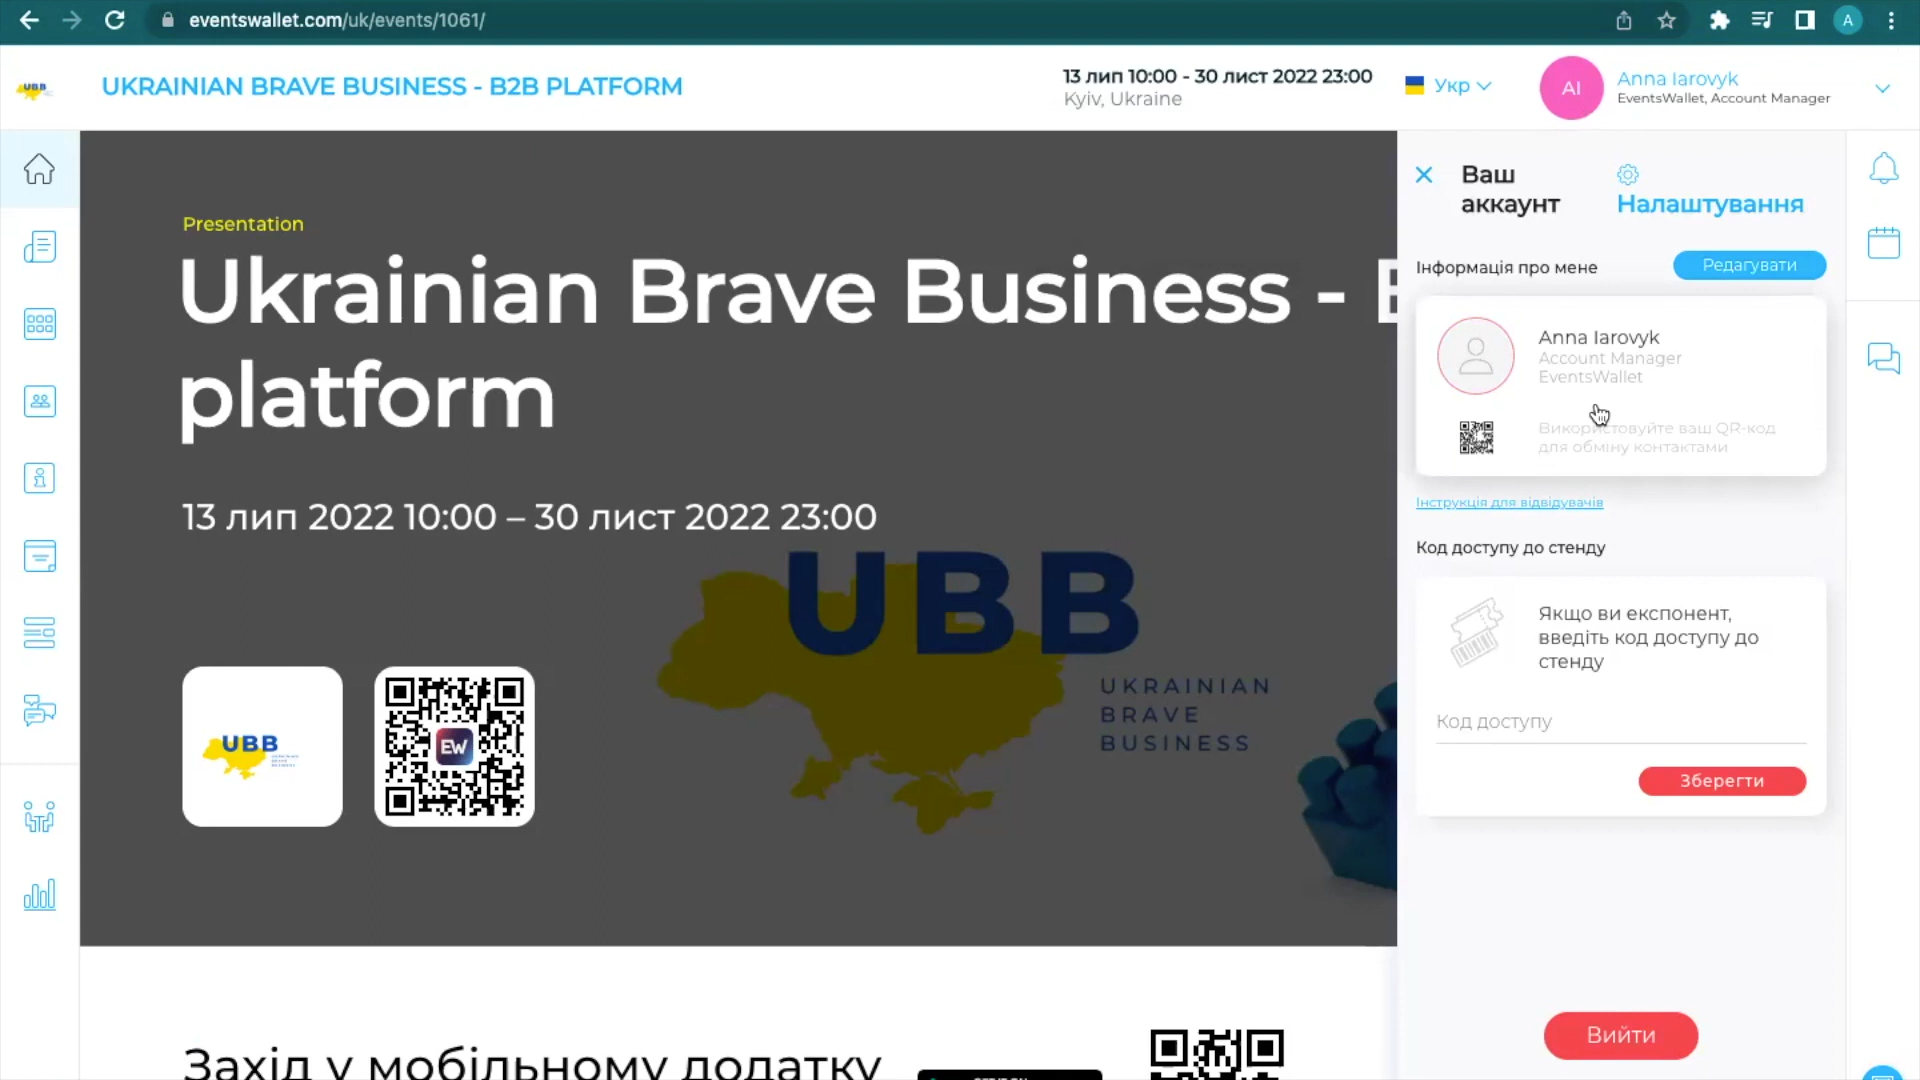 eventswallet.com/uk/events/1061/
A
UBB
UKRAINIAN BRAVE BUSINESS - B2B PLATFORM
13 лип 10:00 - 30 лист 2022 23:00
Kyiv, Ukraine
Укр
AI
Anna Iarovyk
EventsWallet, Account Manager
Presentation
Ukrainian Brave Business -
platform
13 лип 2022 10:00 – 30 лист 2022 23:00
UBB
UKRAINIAN
BRAVE
BUSINESS
UBB
EW
Захід у мобільному додатку
Ваш
аккаунт
Налаштування
Інформація про мене
Редагувати
Anna Iarovyk
Account Manager
EventsWallet
Використовуйте ваш QR-код
для обміну контактами
Інструкція для відвідувачів
Код доступу до стенду
Якщо ви експонент,
введіть код доступу до
стенду
Код доступу
Зберегти
Вийти